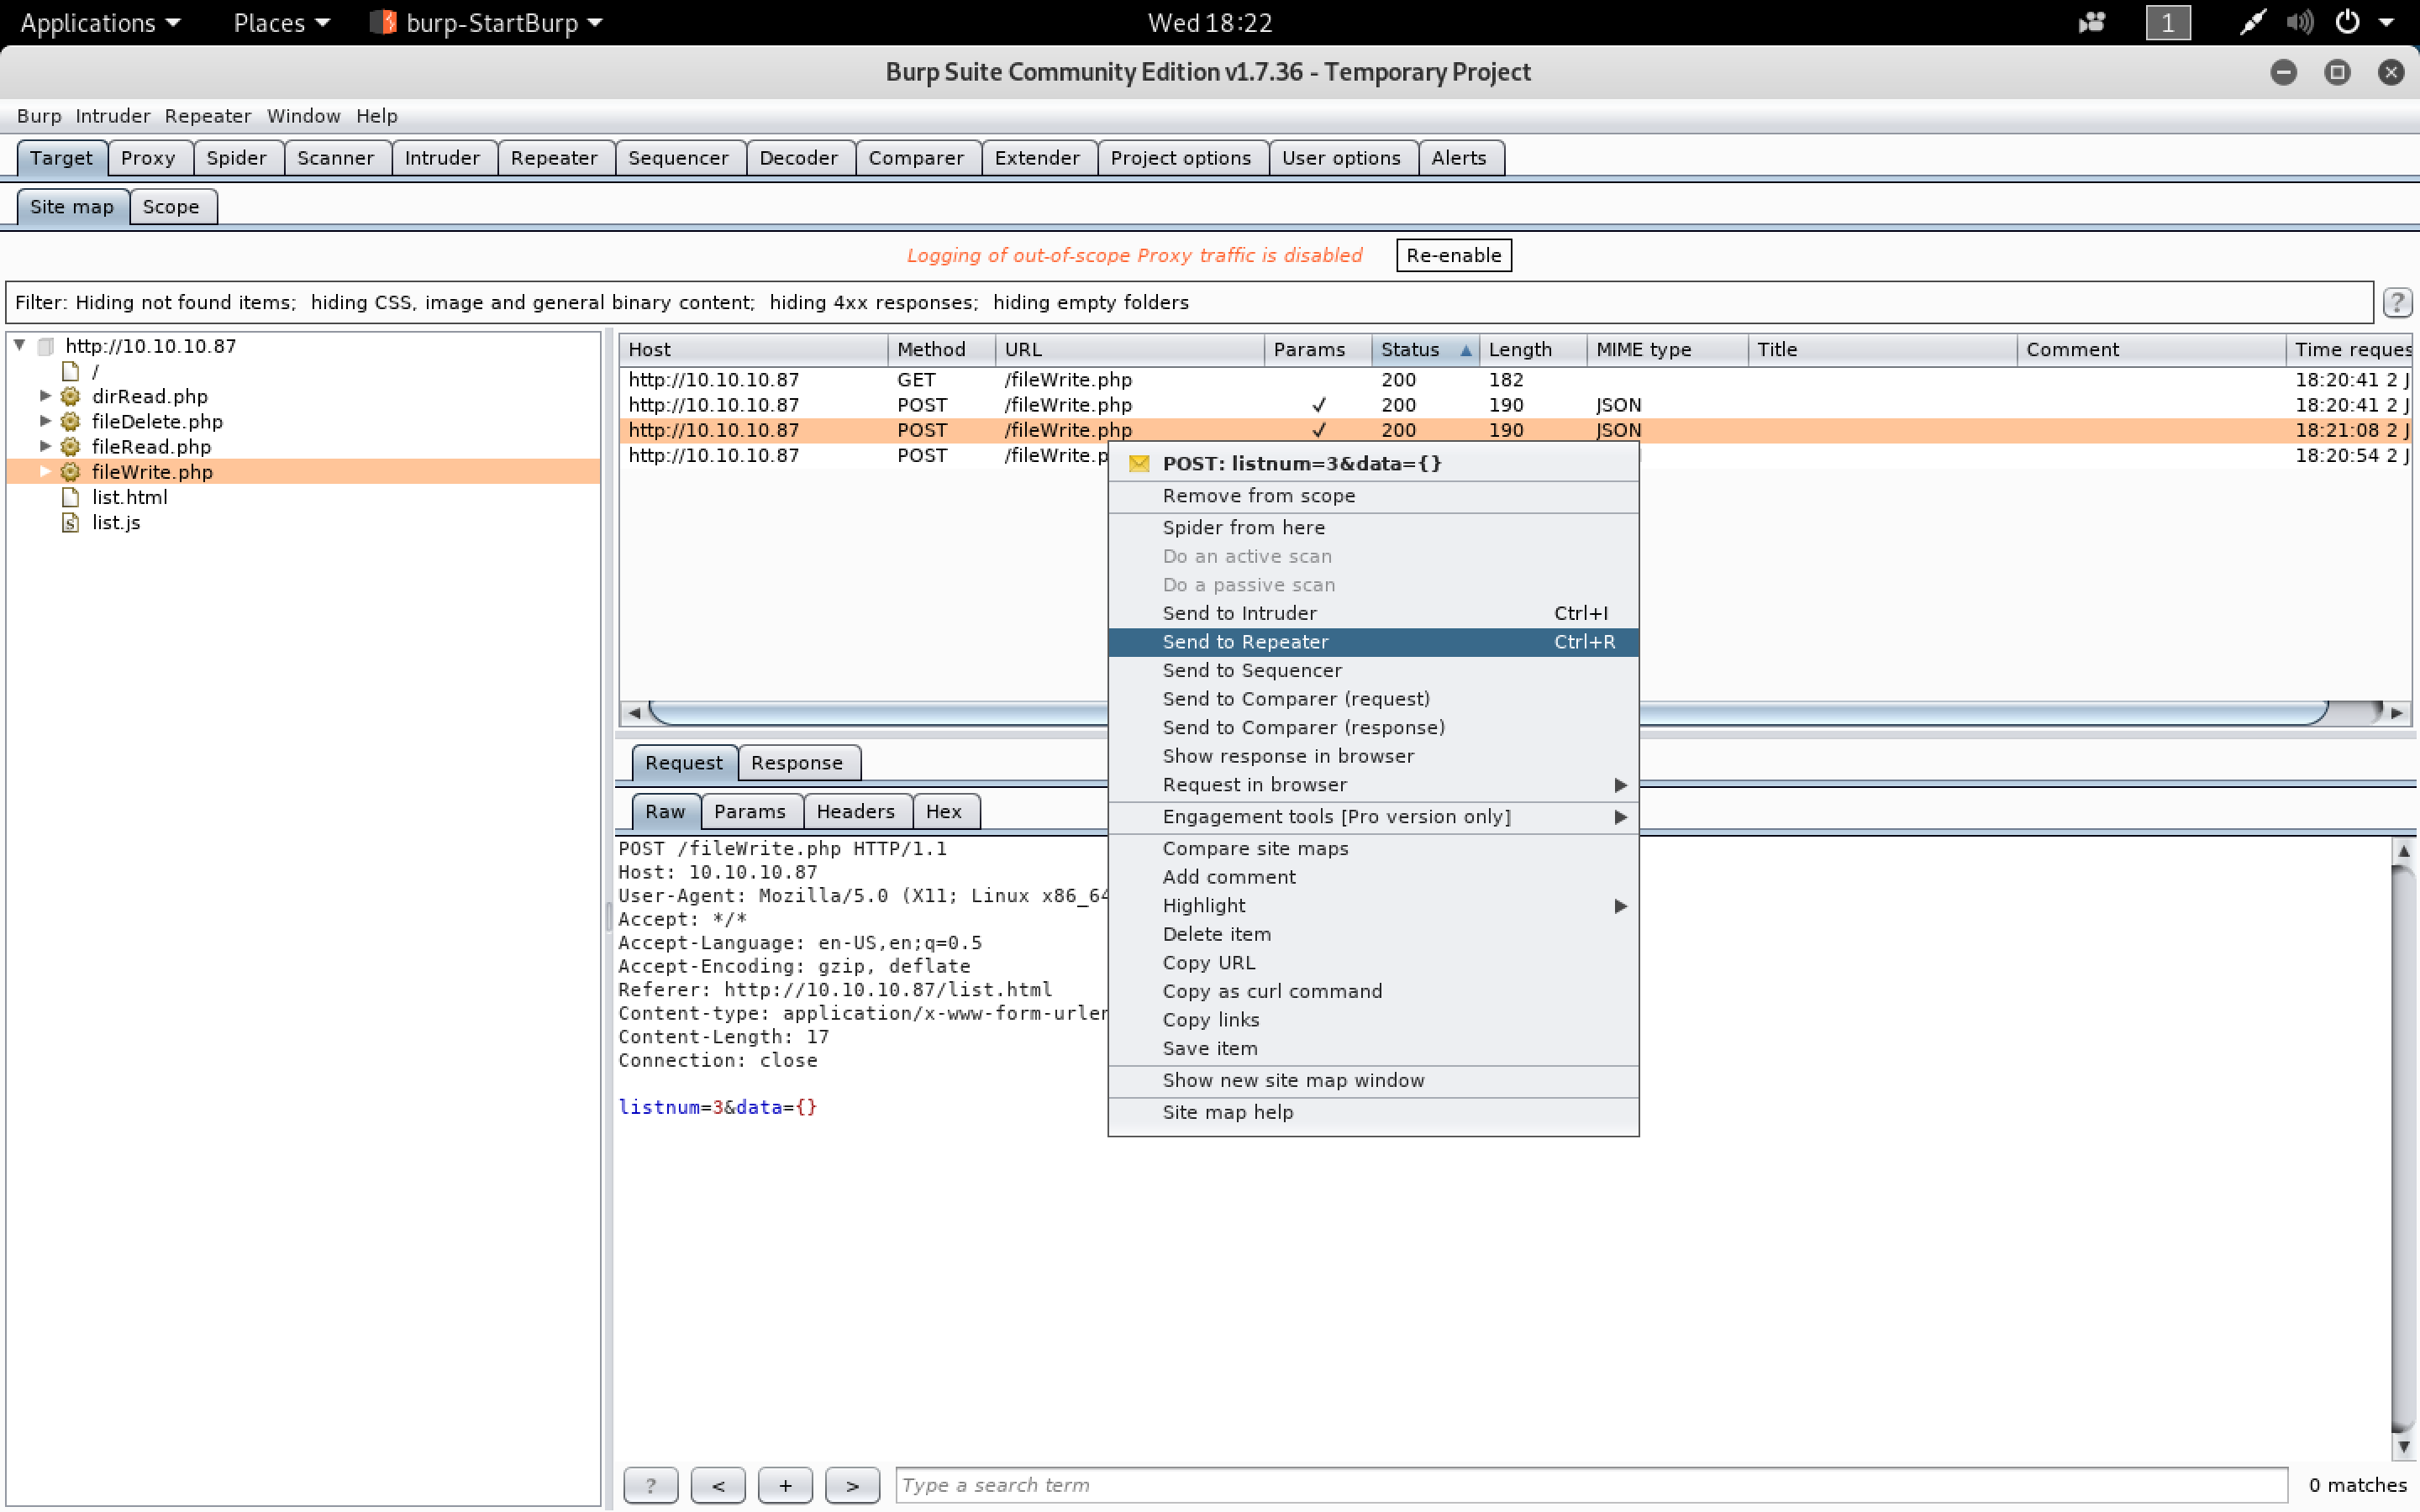 Applications Places burp-StartBurp Wed 18:22 1
Burp Suite Community Edition v1.7.36 - Temporary Project
Burp Intruder Repeater Window Help
Target Proxy Spider Scanner Intruder Repeater Sequencer Decoder Comparer Extender Project options User options Alerts
Site map Scope
Logging of out-of-scope Proxy traffic is disabled Re-enable
Filter: Hiding not found items; hiding CSS, image and general binary content; hiding 4xx responses; hiding empty folders ?
http://10.10.10.87
/
dirRead.php
fileDelete.php
fileRead.php
fileWrite.php
list.html
list.js
Host Method URL Params Status Length MIME type Title Comment Time reques
http://10.10.10.87 GET /fileWrite.php 200 182 18:20:41 2 J
http://10.10.10.87 POST /fileWrite.php ✓ 200 190 JSON 18:20:41 2 J
http://10.10.10.87 POST /fileWrite.php ✓ 200 190 JSON 18:21:08 2 J
http://10.10.10.87 POST /fileWrite.p 18:20:54 2 J
POST: listnum=3&data={}
Remove from scope
Spider from here
Do an active scan
Do a passive scan
Send to Intruder Ctrl+I
Send to Repeater Ctrl+R
Send to Sequencer
Send to Comparer (request)
Send to Comparer (response)
Show response in browser
Request in browser
Engagement tools [Pro version only]
Compare site maps
Add comment
Highlight
Delete item
Copy URL
Copy as curl command
Copy links
Save item
Show new site map window
Site map help
Request Response
Raw Params Headers Hex
POST /fileWrite.php HTTP/1.1
Host: 10.10.10.87
User-Agent: Mozilla/5.0 (X11; Linux x86_64
Accept: */*
Accept-Language: en-US,en;q=0.5
Accept-Encoding: gzip, deflate
Referer: http://10.10.10.87/list.html
Content-type: application/x-www-form-urler
Content-Length: 17
Connection: close
listnum=3&data={}
? < + > Type a search term 0 matches